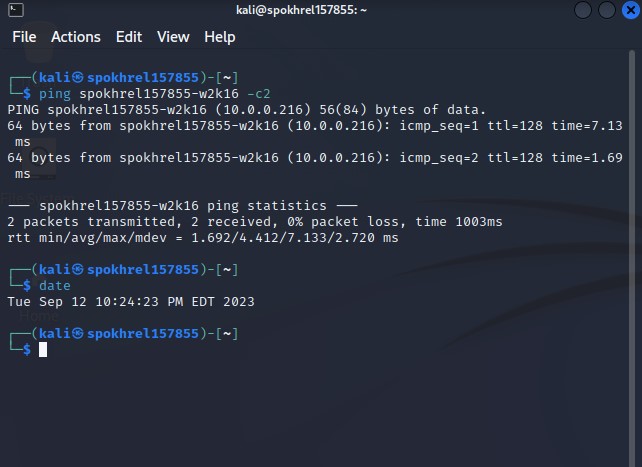 kali@spokhrel157855: ~
File Actions Edit View Help
┌──(kali㉿spokhrel157855)-[~]
└─$ ping spokhrel157855-w2k16 -c2
PING spokhrel157855-w2k16 (10.0.0.216) 56(84) bytes of data.
64 bytes from spokhrel157855-w2k16 (10.0.0.216): icmp_seq=1 ttl=128 time=7.13
ms
64 bytes from spokhrel157855-w2k16 (10.0.0.216): icmp_seq=2 ttl=128 time=1.69
ms
--- spokhrel157855-w2k16 ping statistics ---
2 packets transmitted, 2 received, 0% packet loss, time 1003ms
rtt min/avg/max/mdev = 1.692/4.412/7.133/2.720 ms
┌──(kali㉿spokhrel157855)-[~]
└─$ date
Tue Sep 12 10:24:23 PM EDT 2023
┌──(kali㉿spokhrel157855)-[~]
└─$